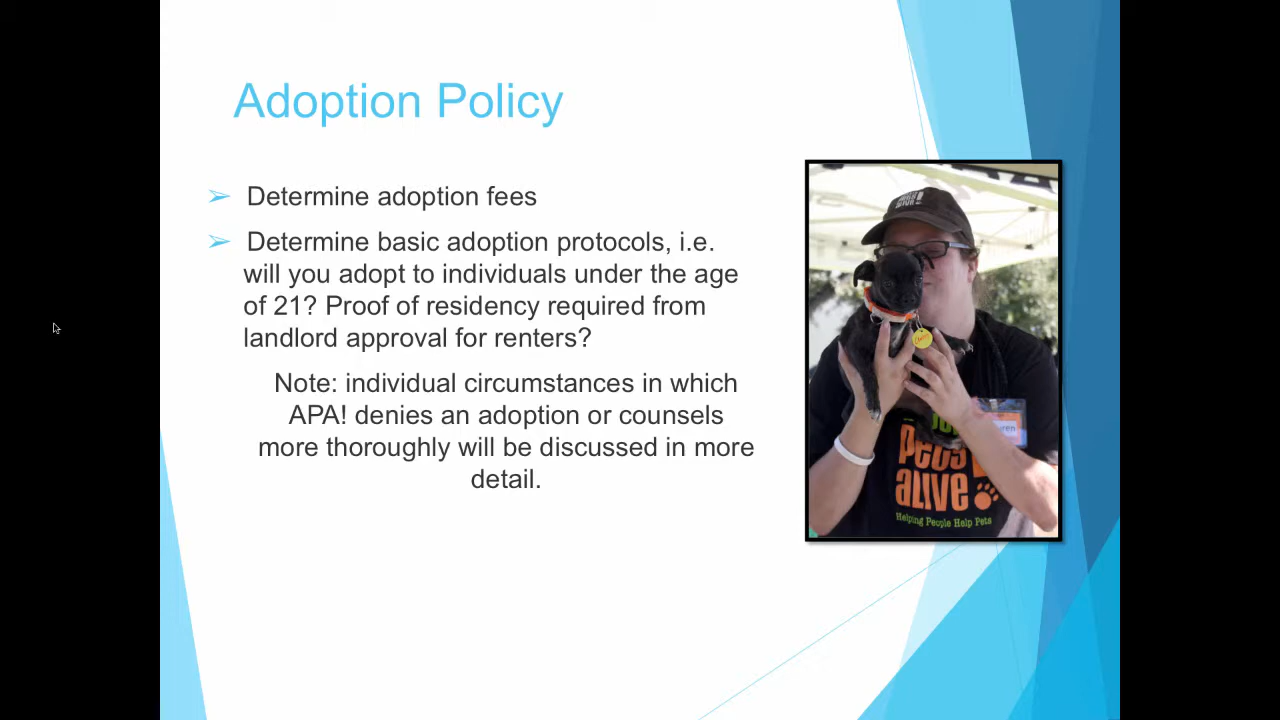 Adoption Policy
➢ Determine adoption fees
➢ Determine basic adoption protocols, i.e.
will you adopt to individuals under the age
of 21? Proof of residency required from
landlord approval for renters?
Note: individual circumstances in which
APA! denies an adoption or counsels
more thoroughly will be discussed in more
detail.
Pets
alive
Helping People Help Pets